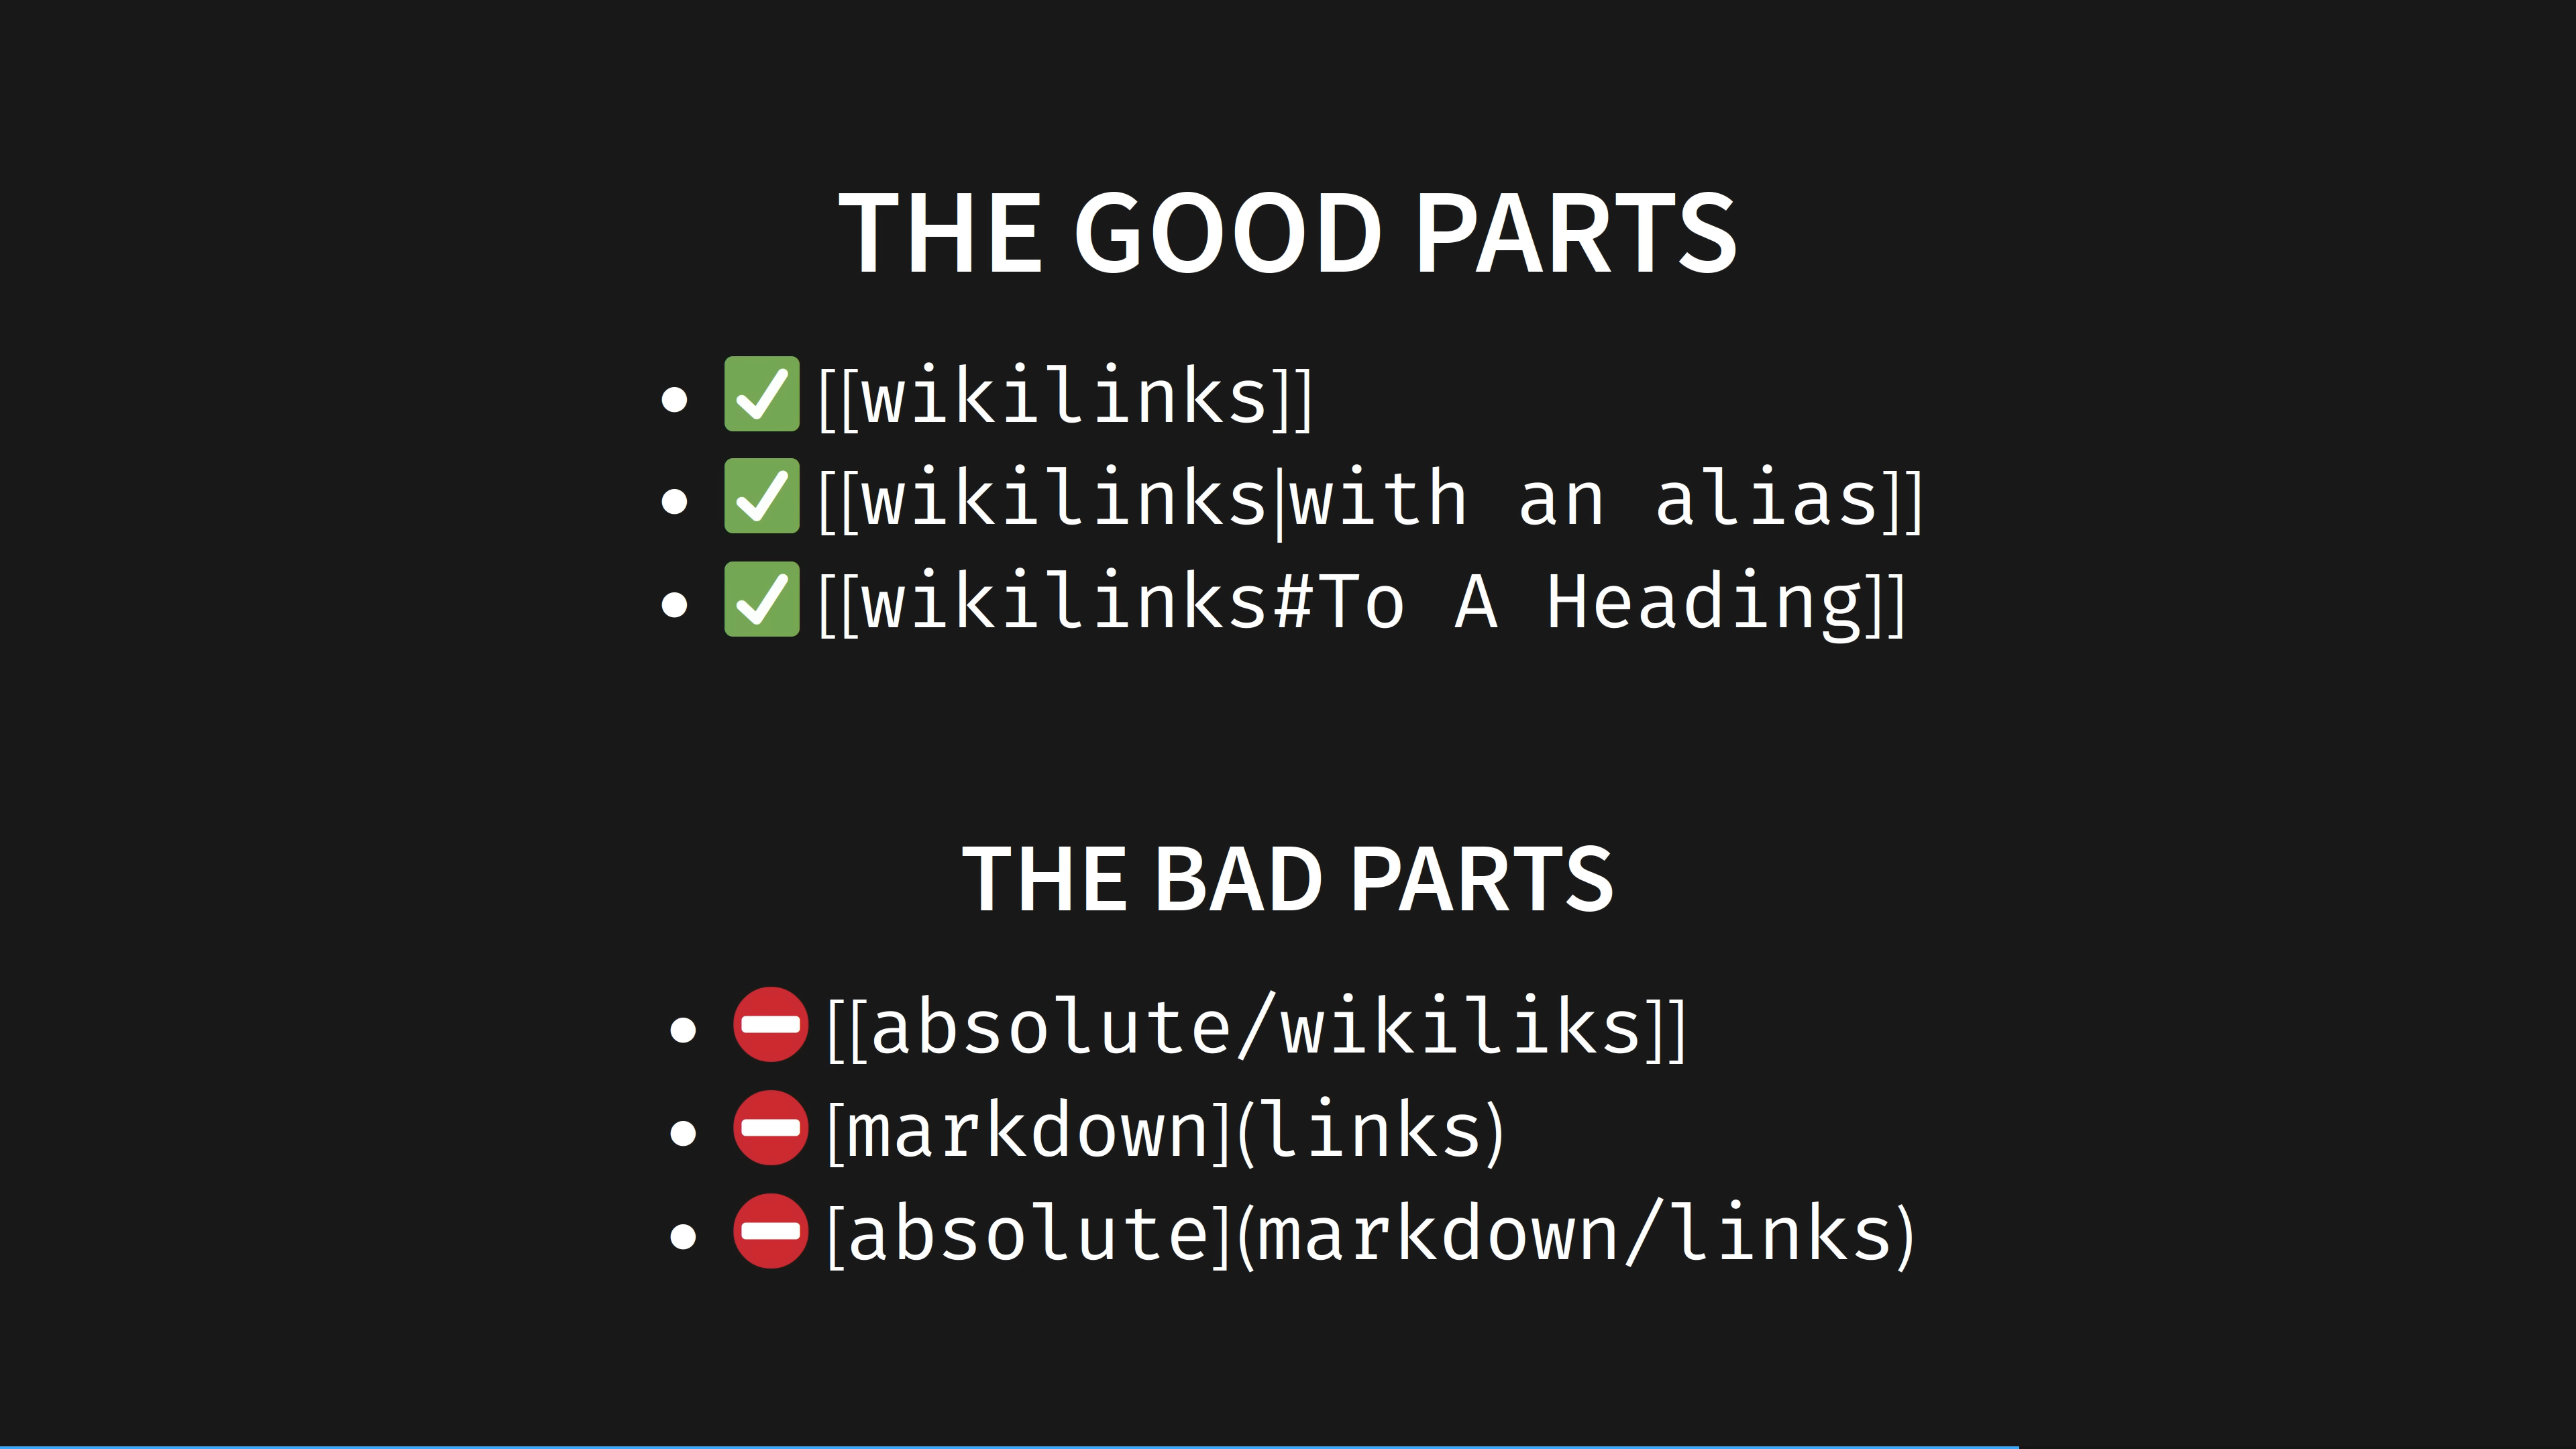 THE GOOD PARTS
• ✅ [[wikilinks]]
• ✅ [[wikilinks|with an alias]]
• ✅ [[wikilinks#To A Heading]]
THE BAD PARTS
• ⛔ [[absolute/wikiliks]]
• ⛔ [markdown](links)
• ⛔ [absolute](markdown/links)